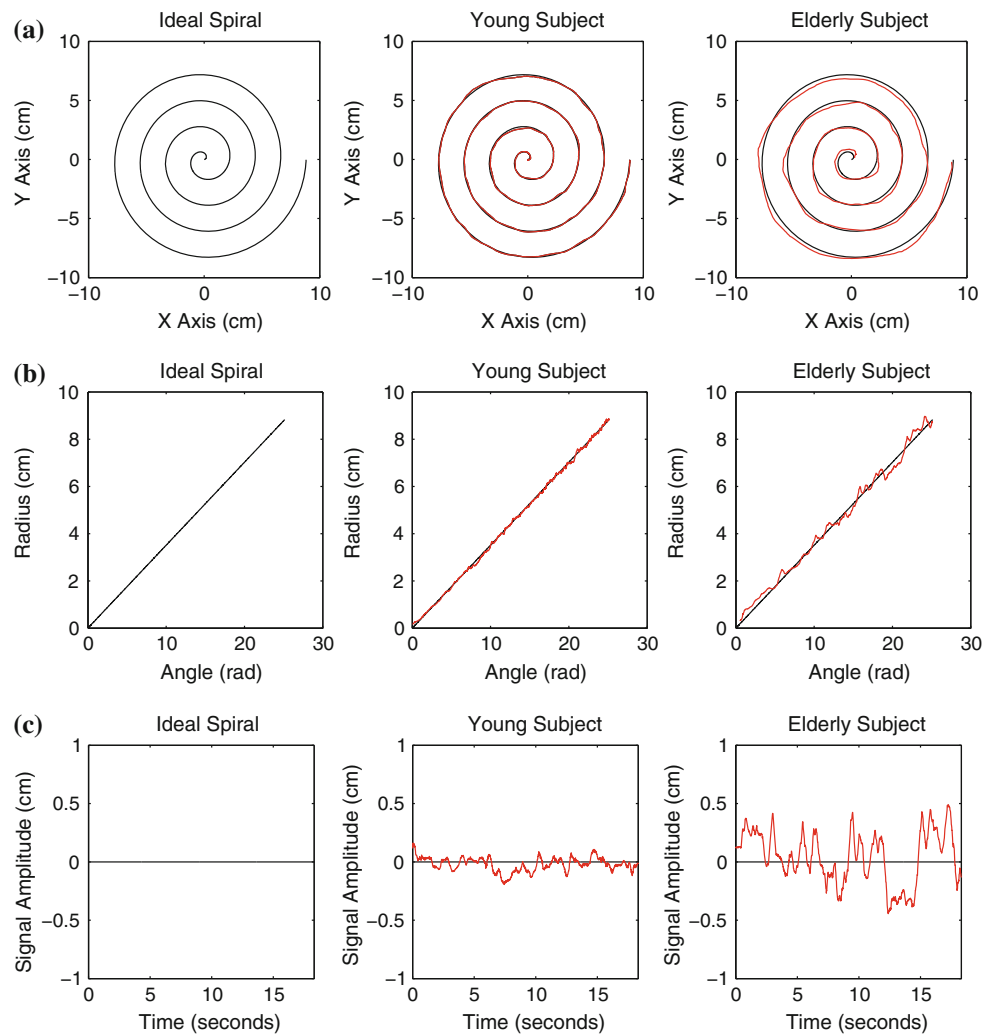 (a)
Ideal Spiral
Young Subject
Elderly Subject
10
5
0
−5
−10
Y Axis (cm)
−10 0 10
X Axis (cm)
10
5
0
−5
−10
Y Axis (cm)
−10 0 10
X Axis (cm)
10
5
0
−5
−10
Y Axis (cm)
−10 0 10
X Axis (cm)
(b)
Ideal Spiral
Young Subject
Elderly Subject
10
8
6
4
2
0
Radius (cm)
0 10 20 30
Angle (rad)
10
8
6
4
2
0
Radius (cm)
0 10 20 30
Angle (rad)
10
8
6
4
2
0
Radius (cm)
0 10 20 30
Angle (rad)
(c)
Ideal Spiral
Young Subject
Elderly Subject
1
0.5
0
−0.5
−1
Signal Amplitude (cm)
0 5 10 15
Time (seconds)
1
0.5
0
−0.5
−1
Signal Amplitude (cm)
0 5 10 15
Time (seconds)
1
0.5
0
−0.5
−1
Signal Amplitude (cm)
0 5 10 15
Time (seconds)